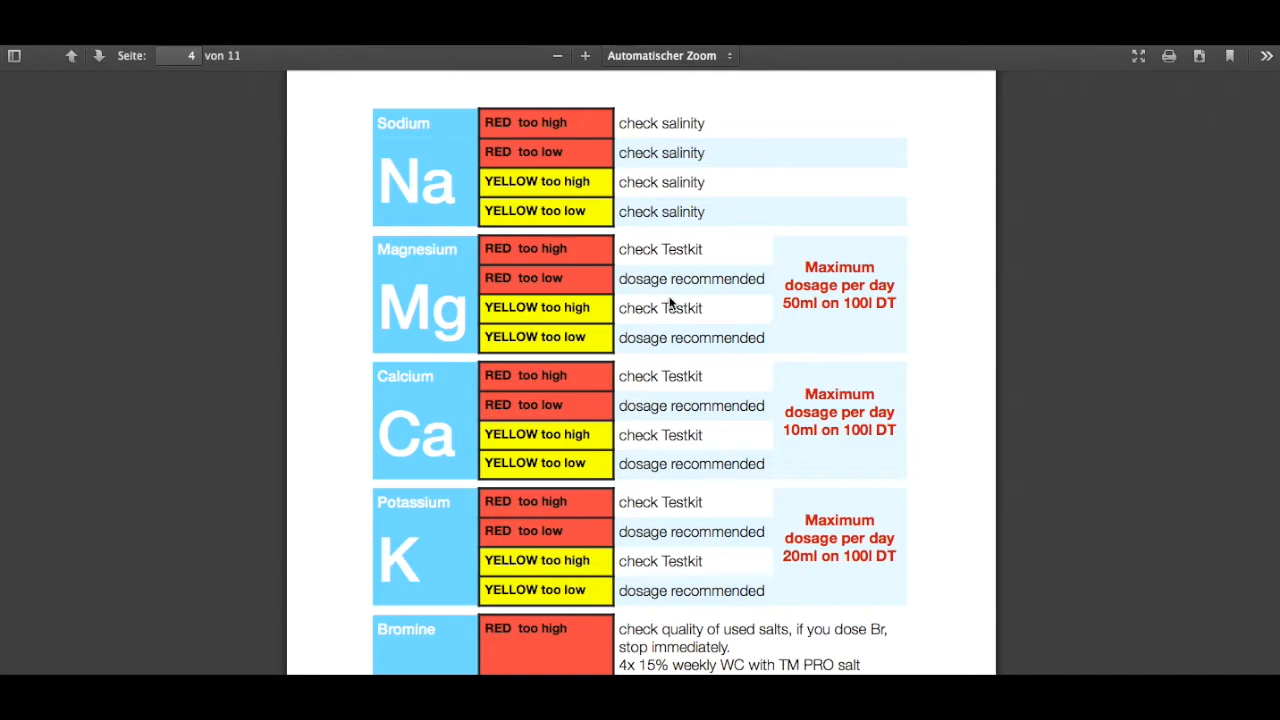 Seite: 4 von 11 Automatischer Zoom
Sodium
Na
RED too high check salinity
RED too low check salinity
YELLOW too high check salinity
YELLOW too low check salinity
Magnesium
Mg
RED too high check Testkit
RED too low dosage recommended
YELLOW too high check Testkit
YELLOW too low dosage recommended
Maximum
dosage per day
50ml on 100l DT
Calcium
Ca
RED too high check Testkit
RED too low dosage recommended
YELLOW too high check Testkit
YELLOW too low dosage recommended
Maximum
dosage per day
10ml on 100l DT
Potassium
K
RED too high check Testkit
RED too low dosage recommended
YELLOW too high check Testkit
YELLOW too low dosage recommended
Maximum
dosage per day
20ml on 100l DT
Bromine
RED too high check quality of used salts, if you dose Br,
stop immediately.
4x 15% weekly WC with TM PRO salt